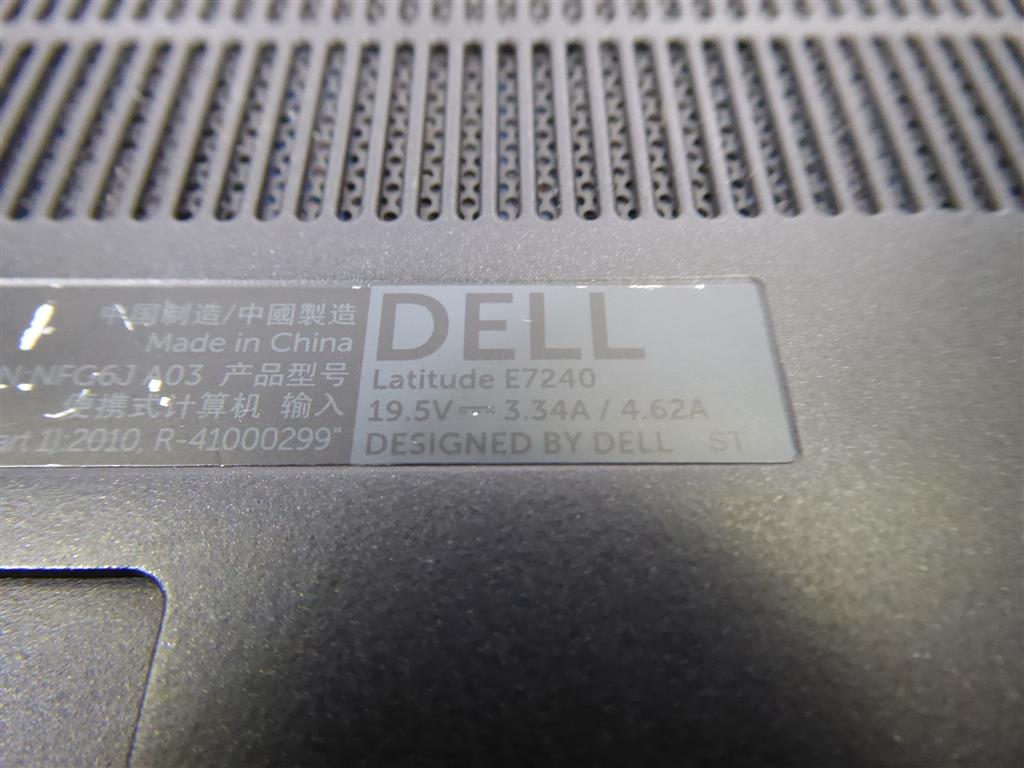 中国制造/中國製造
Made in China
N:NFG6J A03 产品型号
便携式计算机 输入
art 1):2010, R-41000299"
DELL
Latitude E7240
19.5V⎓ 3.34A / 4.62A
DESIGNED BY DELL ST